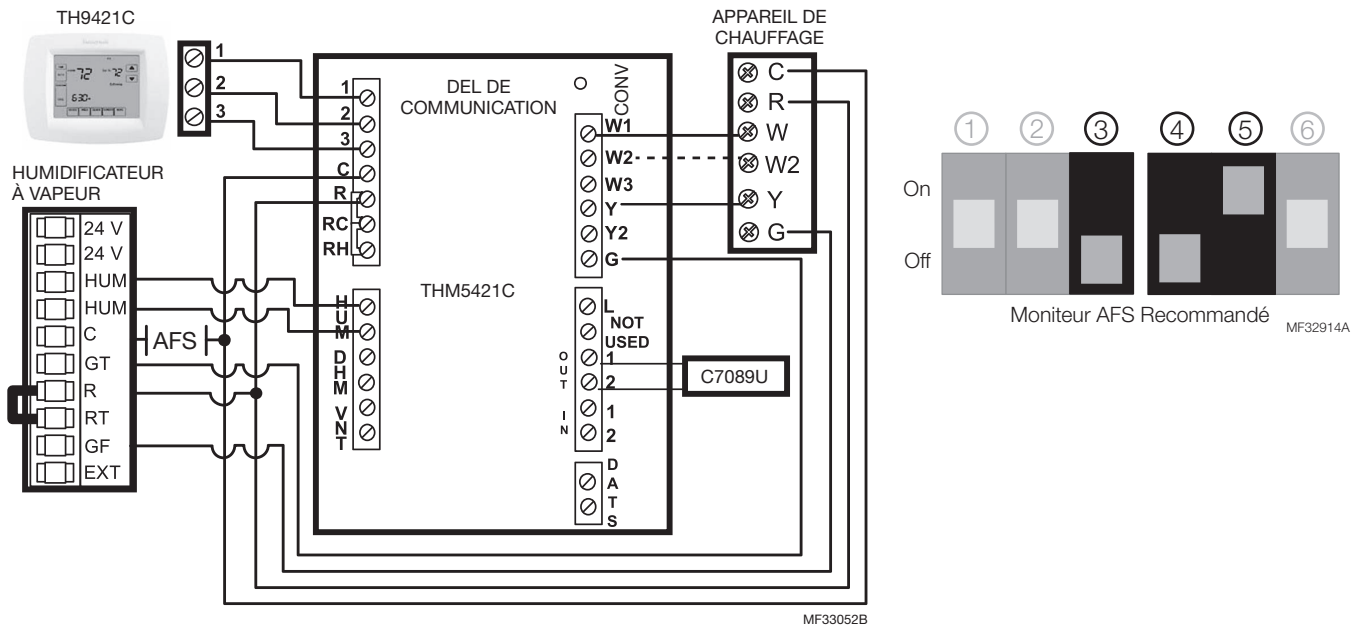 TH9421C
1
2
3
HUMIDIFICATEUR
À VAPEUR
24 V
24 V
HUM
HUM
C
GT
R
RT
GF
EXT
AFS
DEL DE
COMMUNICATION
CONV
1
2
3
C
R
RC
RH
THM5421C
HUM
DHM
VNT
W1
W2
W3
Y
Y2
G
L
NOT
USED
OUT
1
2
IN
1
2
DATS
C7089U
APPAREIL DE
CHAUFFAGE
C
R
W
W2
Y
G
MF33052B
1 2 3 4 5 6
On
Off
Moniteur AFS Recommandé
MF32914A